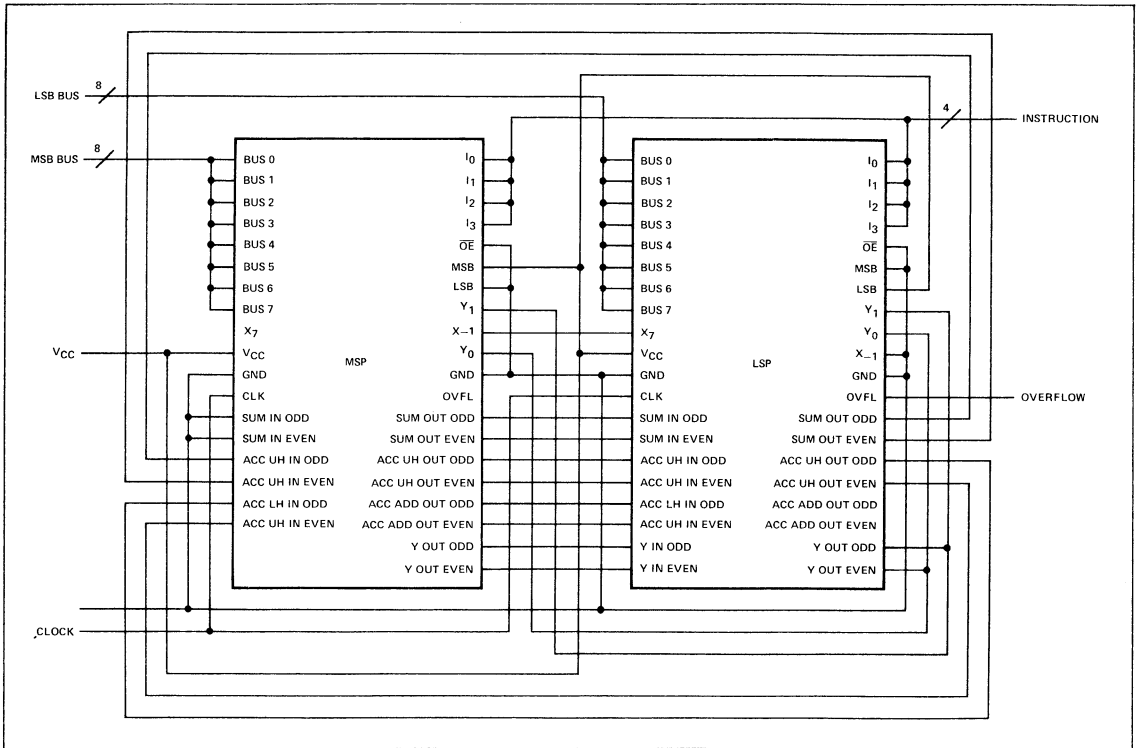 8
LSB BUS
8
MSB BUS
4
INSTRUCTION
BUS 0
BUS 1
BUS 2
BUS 3
BUS 4
BUS 5
BUS 6
BUS 7
X7
VCC
GND
CLK
SUM IN ODD
SUM IN EVEN
ACC UH IN ODD
ACC UH IN EVEN
ACC LH IN ODD
ACC UH IN EVEN
MSP
I0
I1
I2
I3
OE
MSB
LSB
Y1
X−1
Y0
GND
OVFL
SUM OUT ODD
SUM OUT EVEN
ACC UH OUT ODD
ACC UH OUT EVEN
ACC ADD OUT ODD
ACC ADD OUT EVEN
Y OUT ODD
Y OUT EVEN
BUS 0
BUS 1
BUS 2
BUS 3
BUS 4
BUS 5
BUS 6
BUS 7
X7
VCC
GND
CLK
SUM IN ODD
SUM IN EVEN
ACC UH IN ODD
ACC UH IN EVEN
ACC LH IN ODD
ACC UH IN EVEN
Y IN ODD
Y IN EVEN
LSP
I0
I1
I2
I3
OE
MSB
LSB
Y1
Y0
X−1
GND
OVFL
SUM OUT ODD
SUM OUT EVEN
ACC UH OUT ODD
ACC UH OUT EVEN
ACC ADD OUT ODD
ACC ADD OUT EVEN
Y OUT ODD
Y OUT EVEN
VCC
OVERFLOW
CLOCK